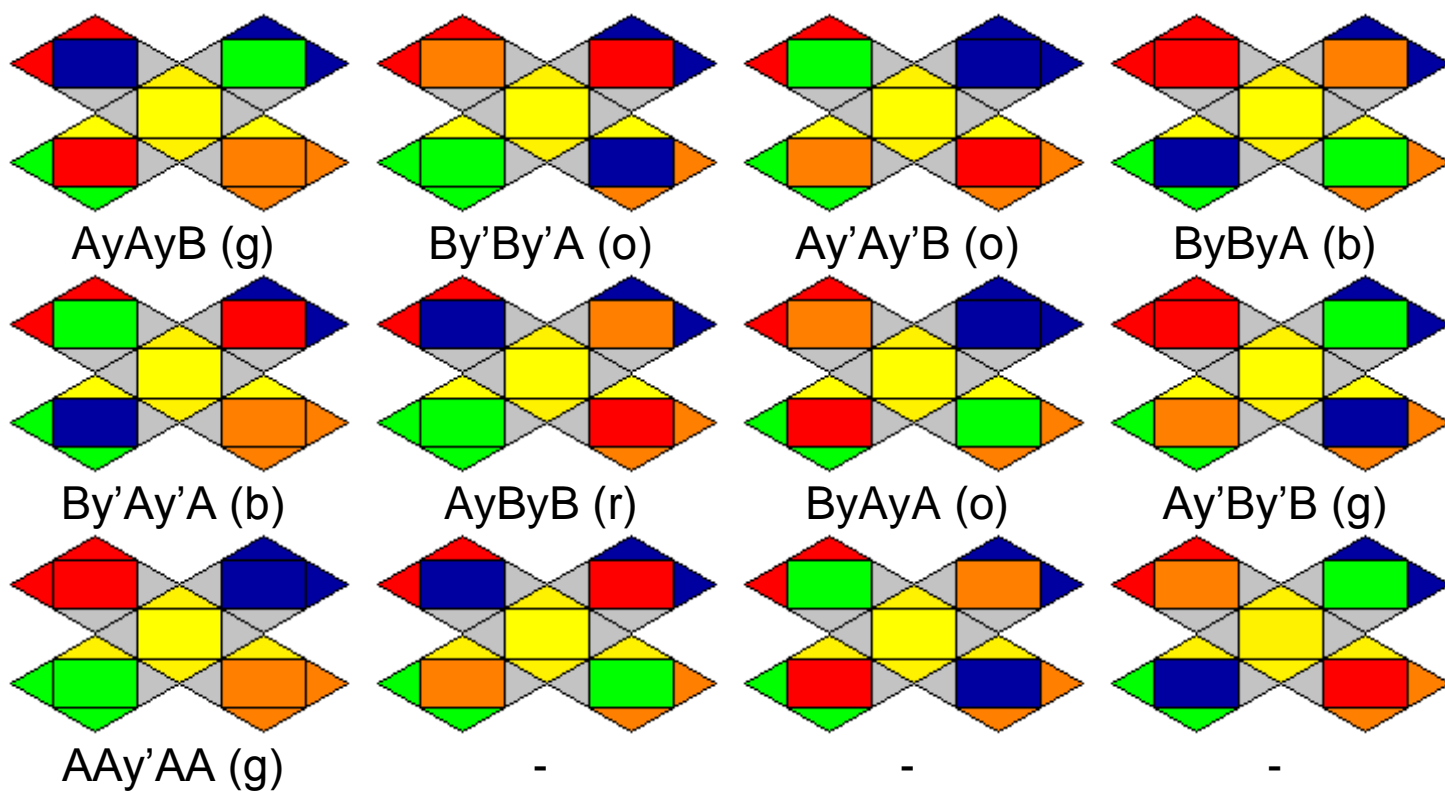 AyAyB (g) By’By’A (o) Ay’Ay’B (o) ByByA (b)
By’Ay’A (b) AyByB (r) ByAyA (o) Ay’By’B (g)
AAy’AA (g) - - -